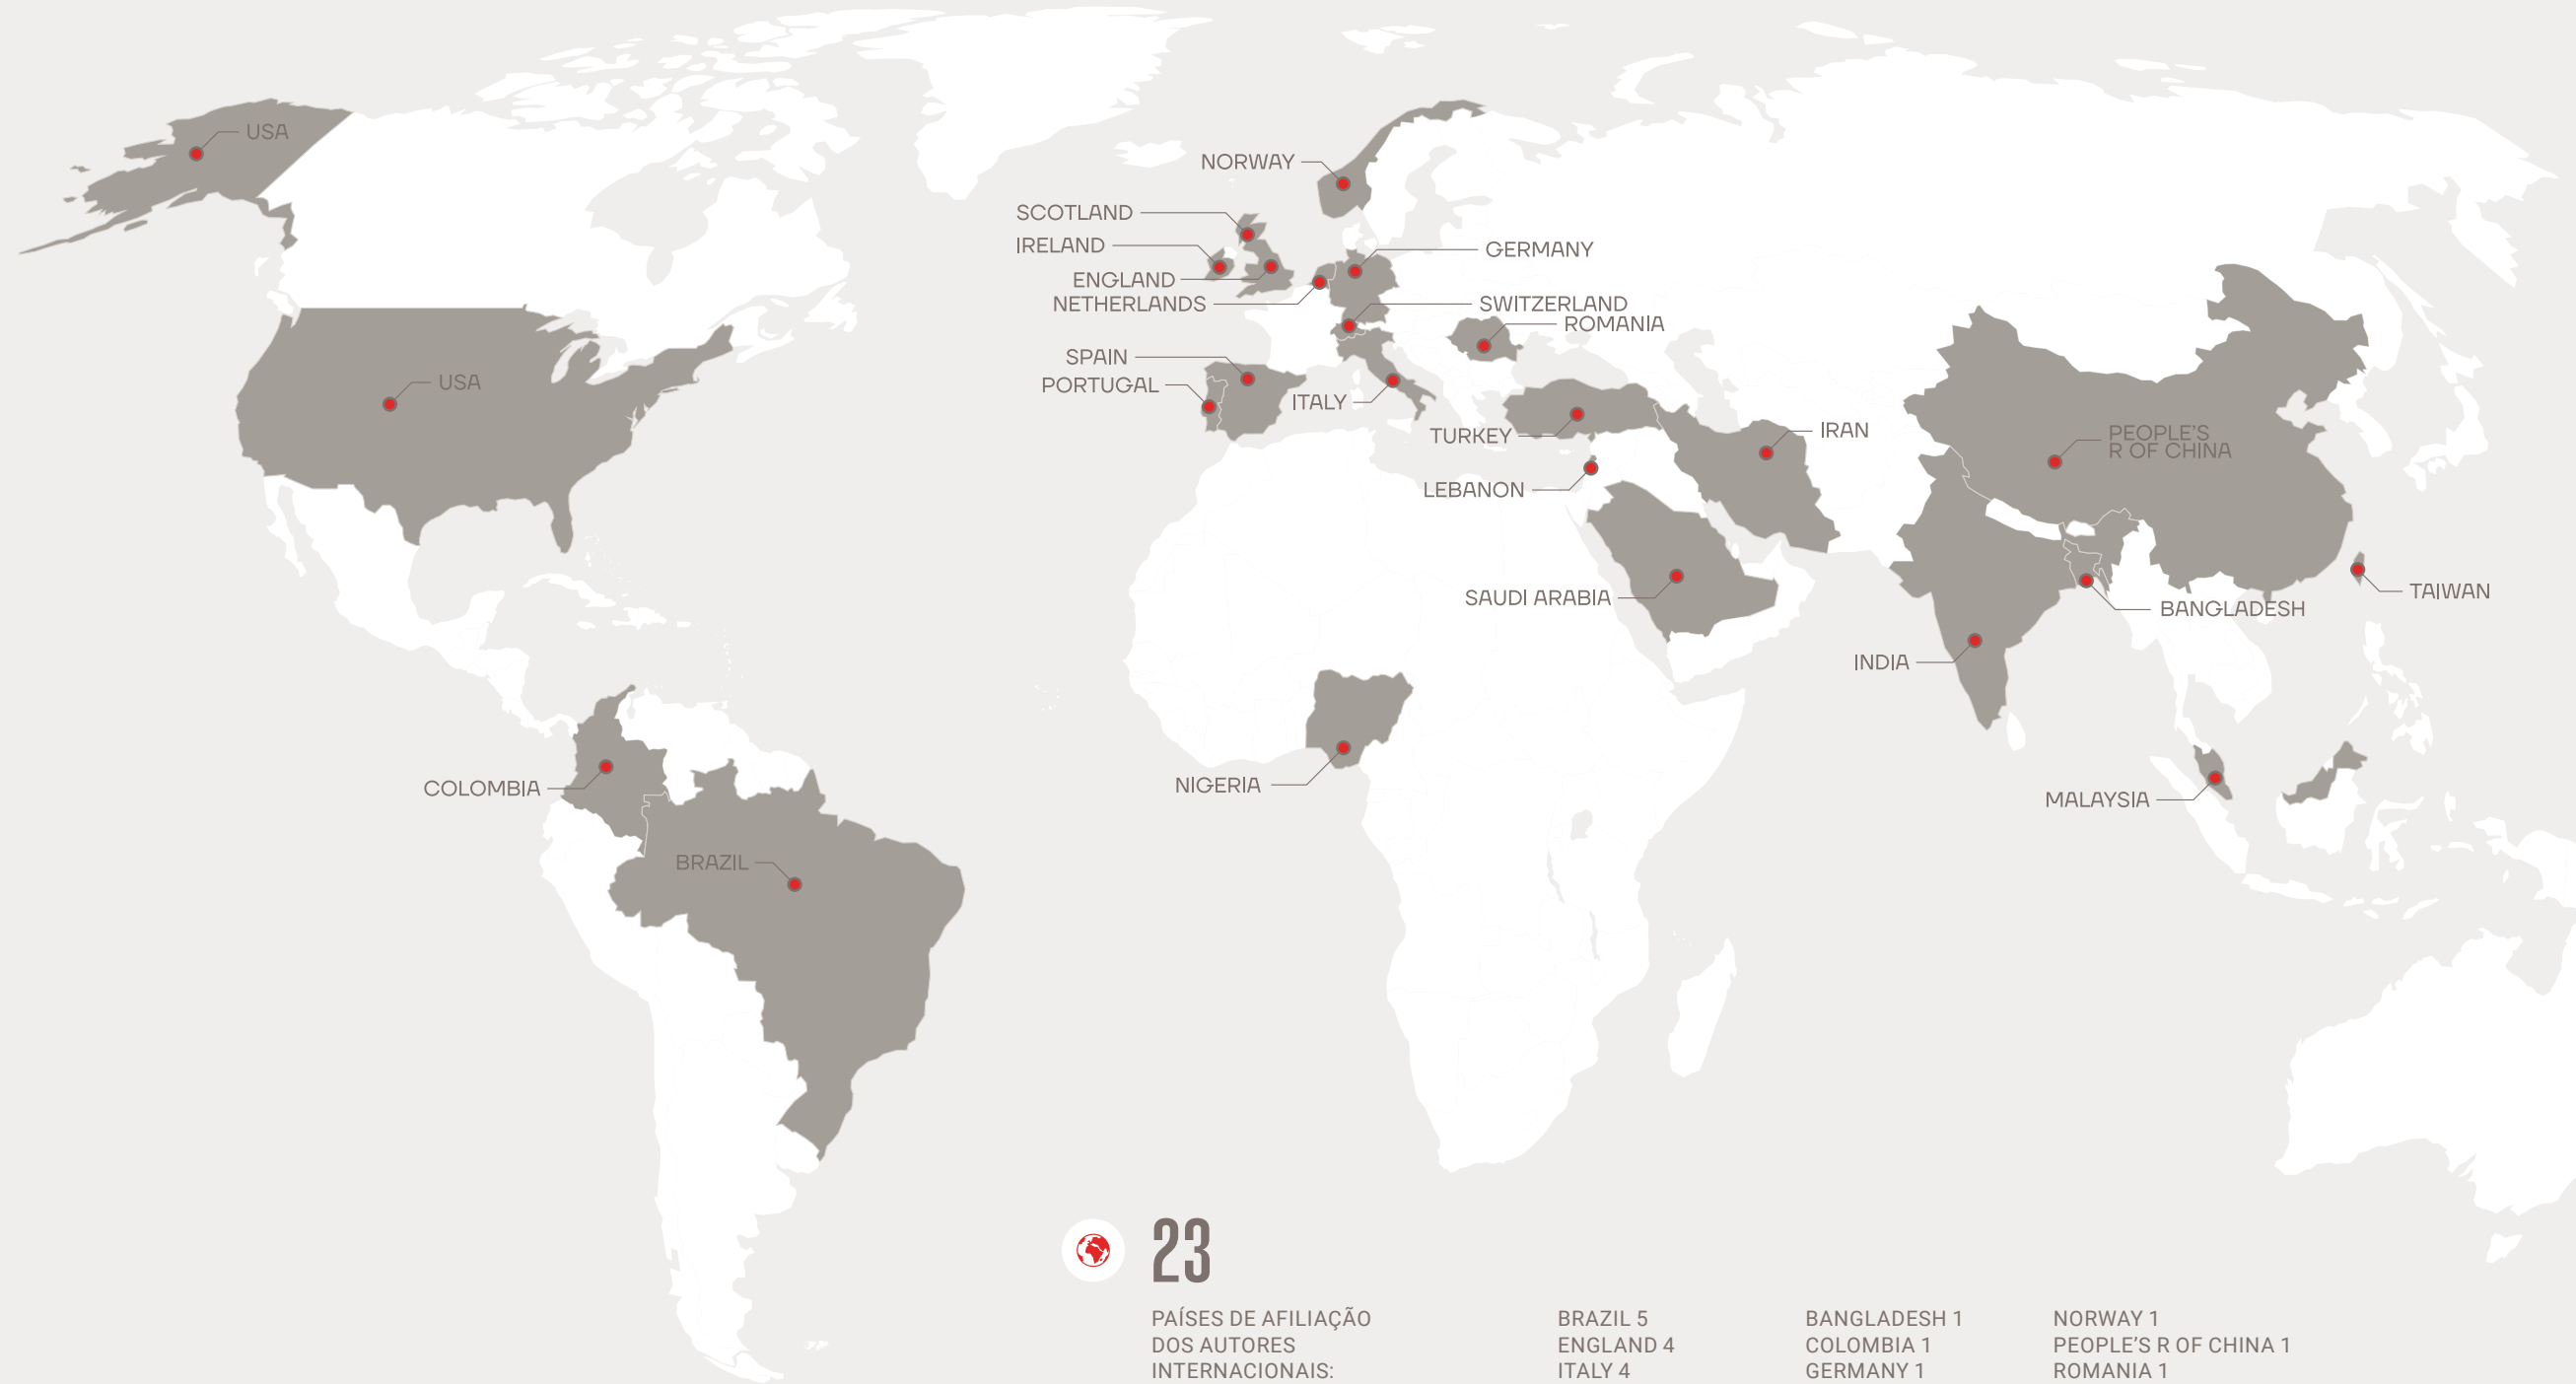 USA
NORWAY
SCOTLAND
IRELAND
GERMANY
ENGLAND
NETHERLANDS
SWITZERLAND
ROMANIA
SPAIN
USA
PORTUGAL
ITALY
TURKEY
IRAN
PEOPLE'S
R OF CHINA
LEBANON
SAUDI ARABIA
TAIWAN
BANGLADESH
INDIA
NIGERIA
COLOMBIA
MALAYSIA
BRAZIL
23
PAÍSES DE AFILIAÇÃO
DOS AUTORES
INTERNACIONAIS:
BRAZIL 5
ENGLAND 4
ITALY 4
BANGLADESH 1
COLOMBIA 1
GERMANY 1
NORWAY 1
PEOPLE'S R OF CHINA 1
ROMANIA 1